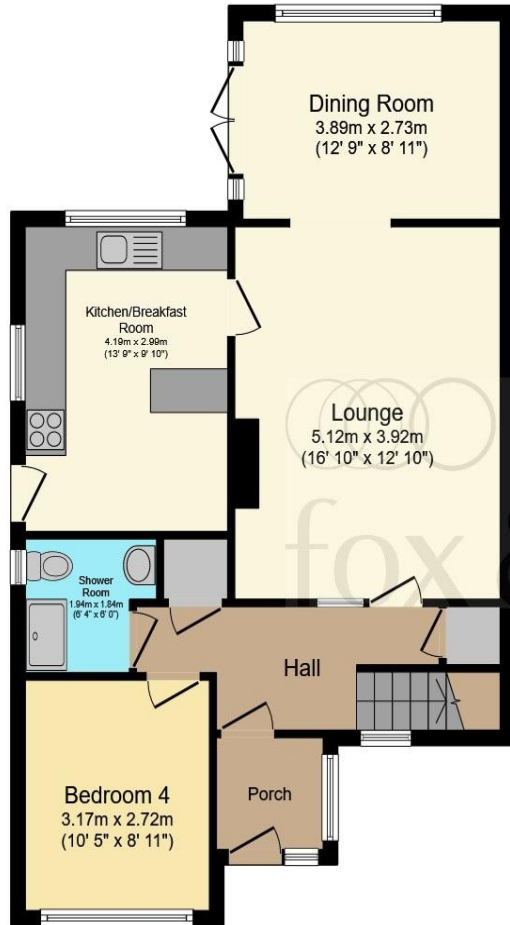 Dining Room
3.89m x 2.73m
(12' 9" x 8' 11")
Kitchen/Breakfast
Room
4.19m x 2.99m
(13' 9" x 9' 10")
Lounge
5.12m x 3.92m
(16' 10" x 12' 10")
fox &
Shower
Room
1.94m x 1.84m
(6' 4" x 6' 0")
Hall
Bedroom 4
3.17m x 2.72m
(10' 5" x 8' 11")
Porch